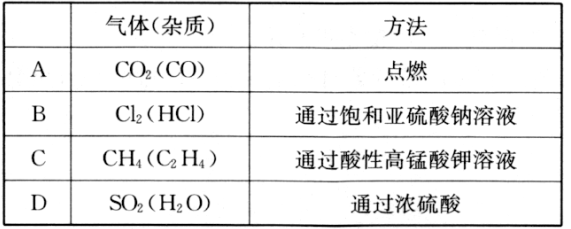 气体(杂质) 方法
A CO₂(CO) 点燃
B Cl₂(HCl) 通过饱和亚硫酸钠溶液
C CH₄(C₂H₄) 通过酸性高锰酸钾溶液
D SO₂(H₂O) 通过浓硫酸